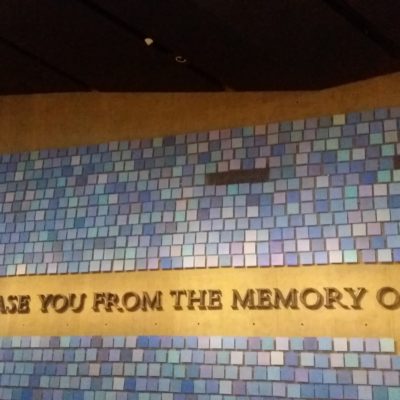 ASE YOU FROM THE MEMORY O